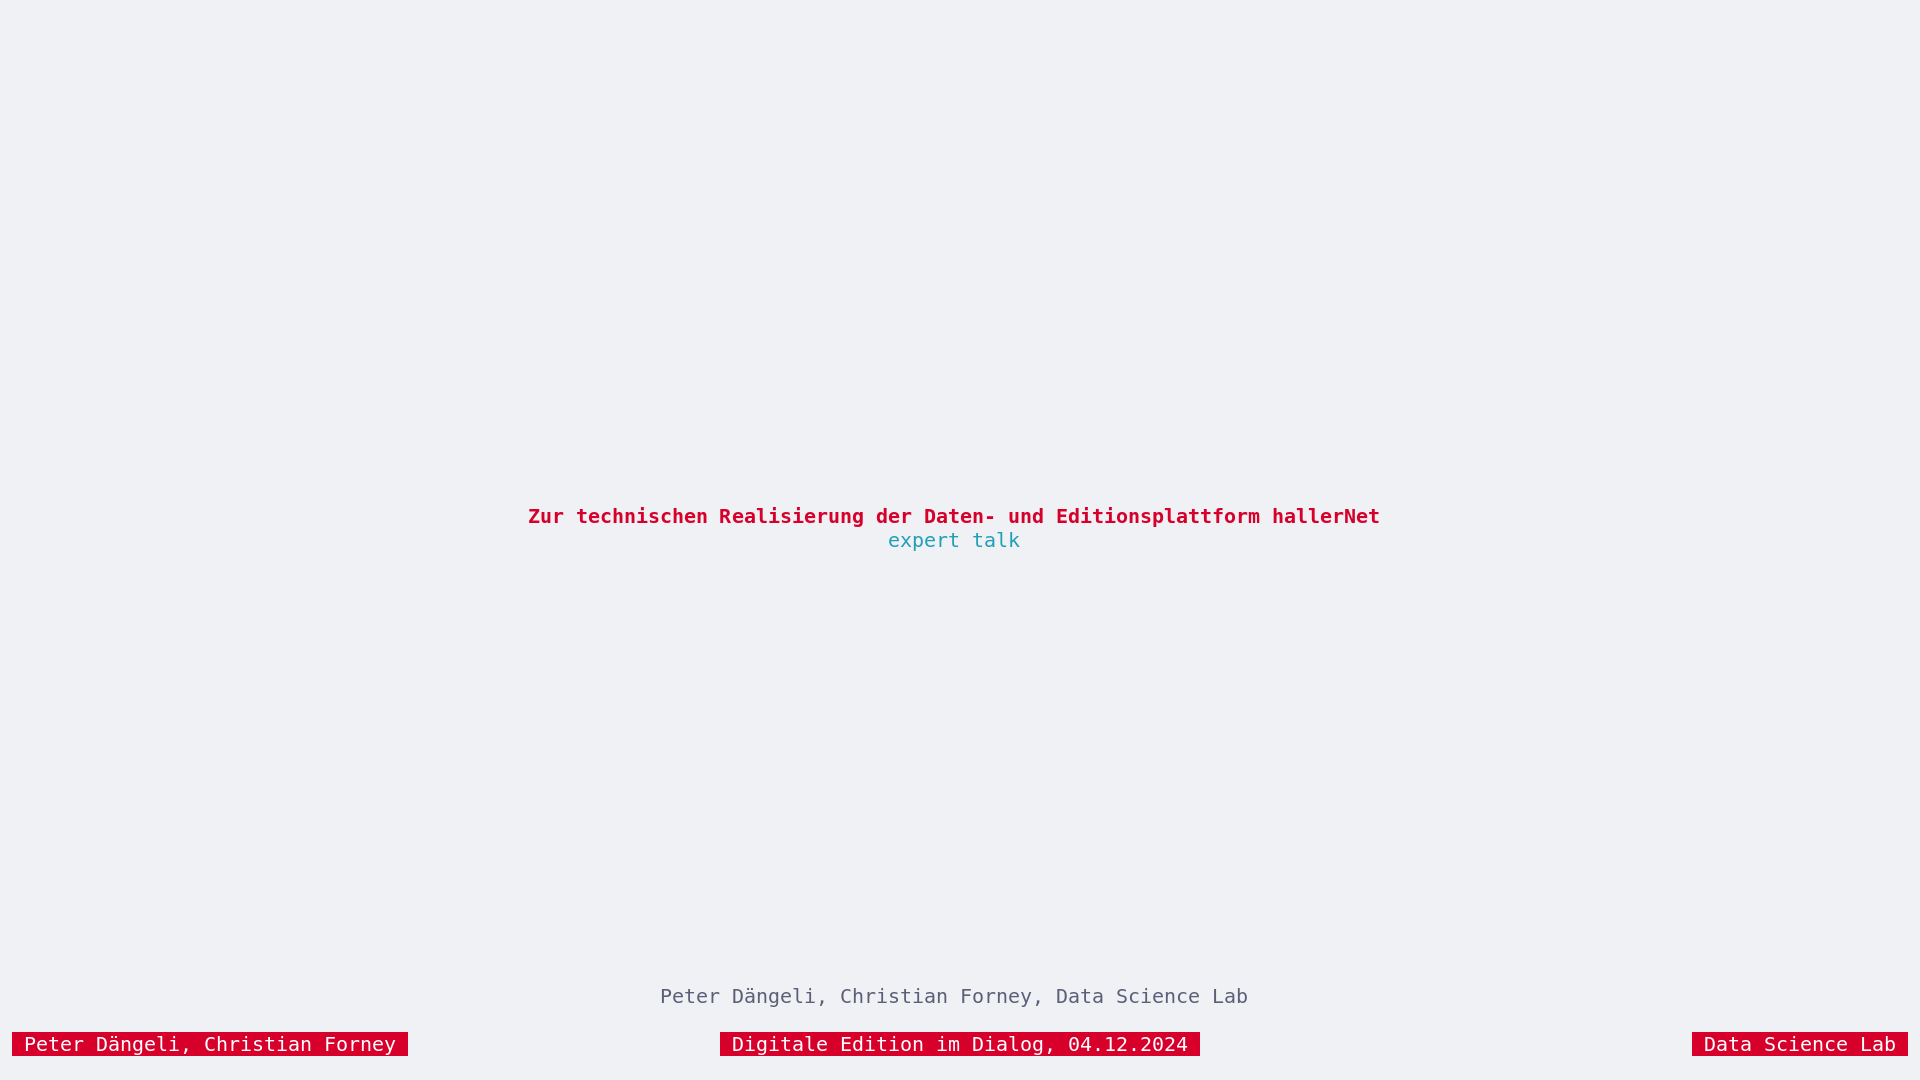 Zur technischen Realisierung der Daten- und Editionsplattform hallerNet
expert talk
Peter Dängeli, Christian Forney, Data Science Lab
Peter Dängeli, Christian Forney
Digitale Edition im Dialog, 04.12.2024
Data Science Lab